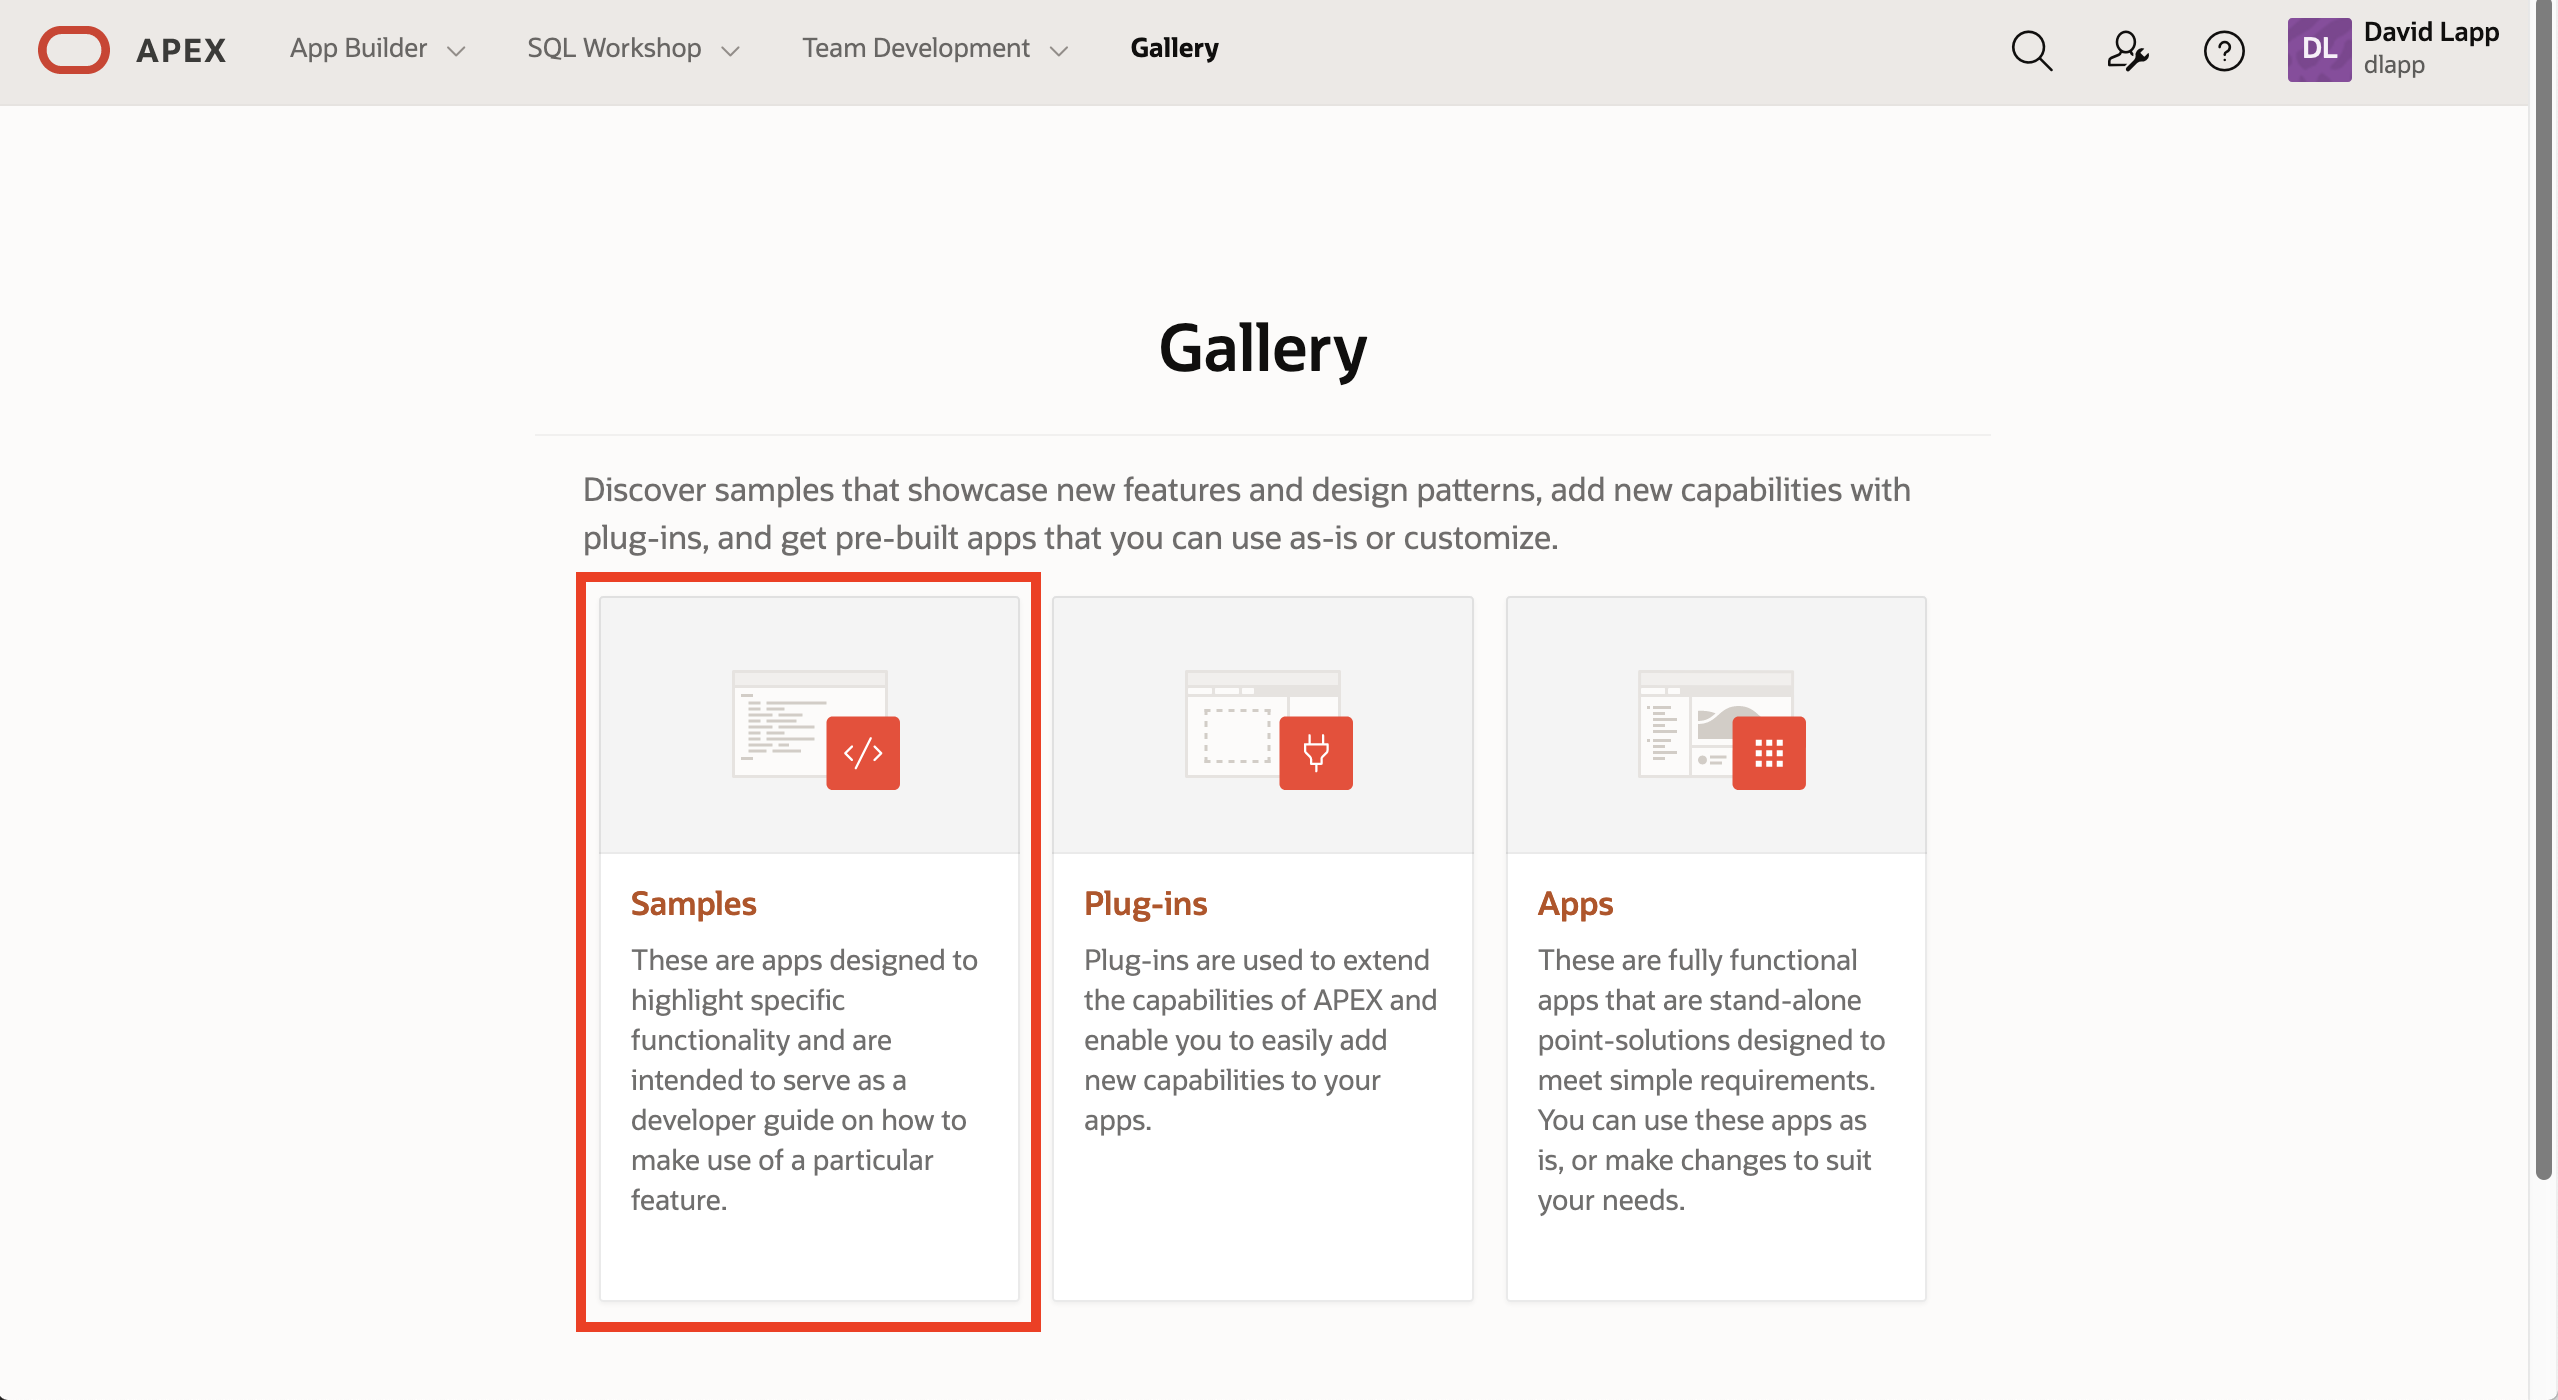 APEX
App Builder
SQL Workshop
Team Development
Gallery
?
DL
David Lapp
dlapp
Gallery
Discover samples that showcase new features and design patterns, add new capabilities with
plug-ins, and get pre-built apps that you can use as-is or customize.
</>
Samples
These are apps designed to
highlight specific
functionality and are
intended to serve as a
developer guide on how to
make use of a particular
feature.
Plug-ins
Plug-ins are used to extend
the capabilities of APEX and
enable you to easily add
new capabilities to your
apps.
Apps
These are fully functional
apps that are stand-alone
point-solutions designed to
meet simple requirements.
You can use these apps as
is, or make changes to suit
your needs.